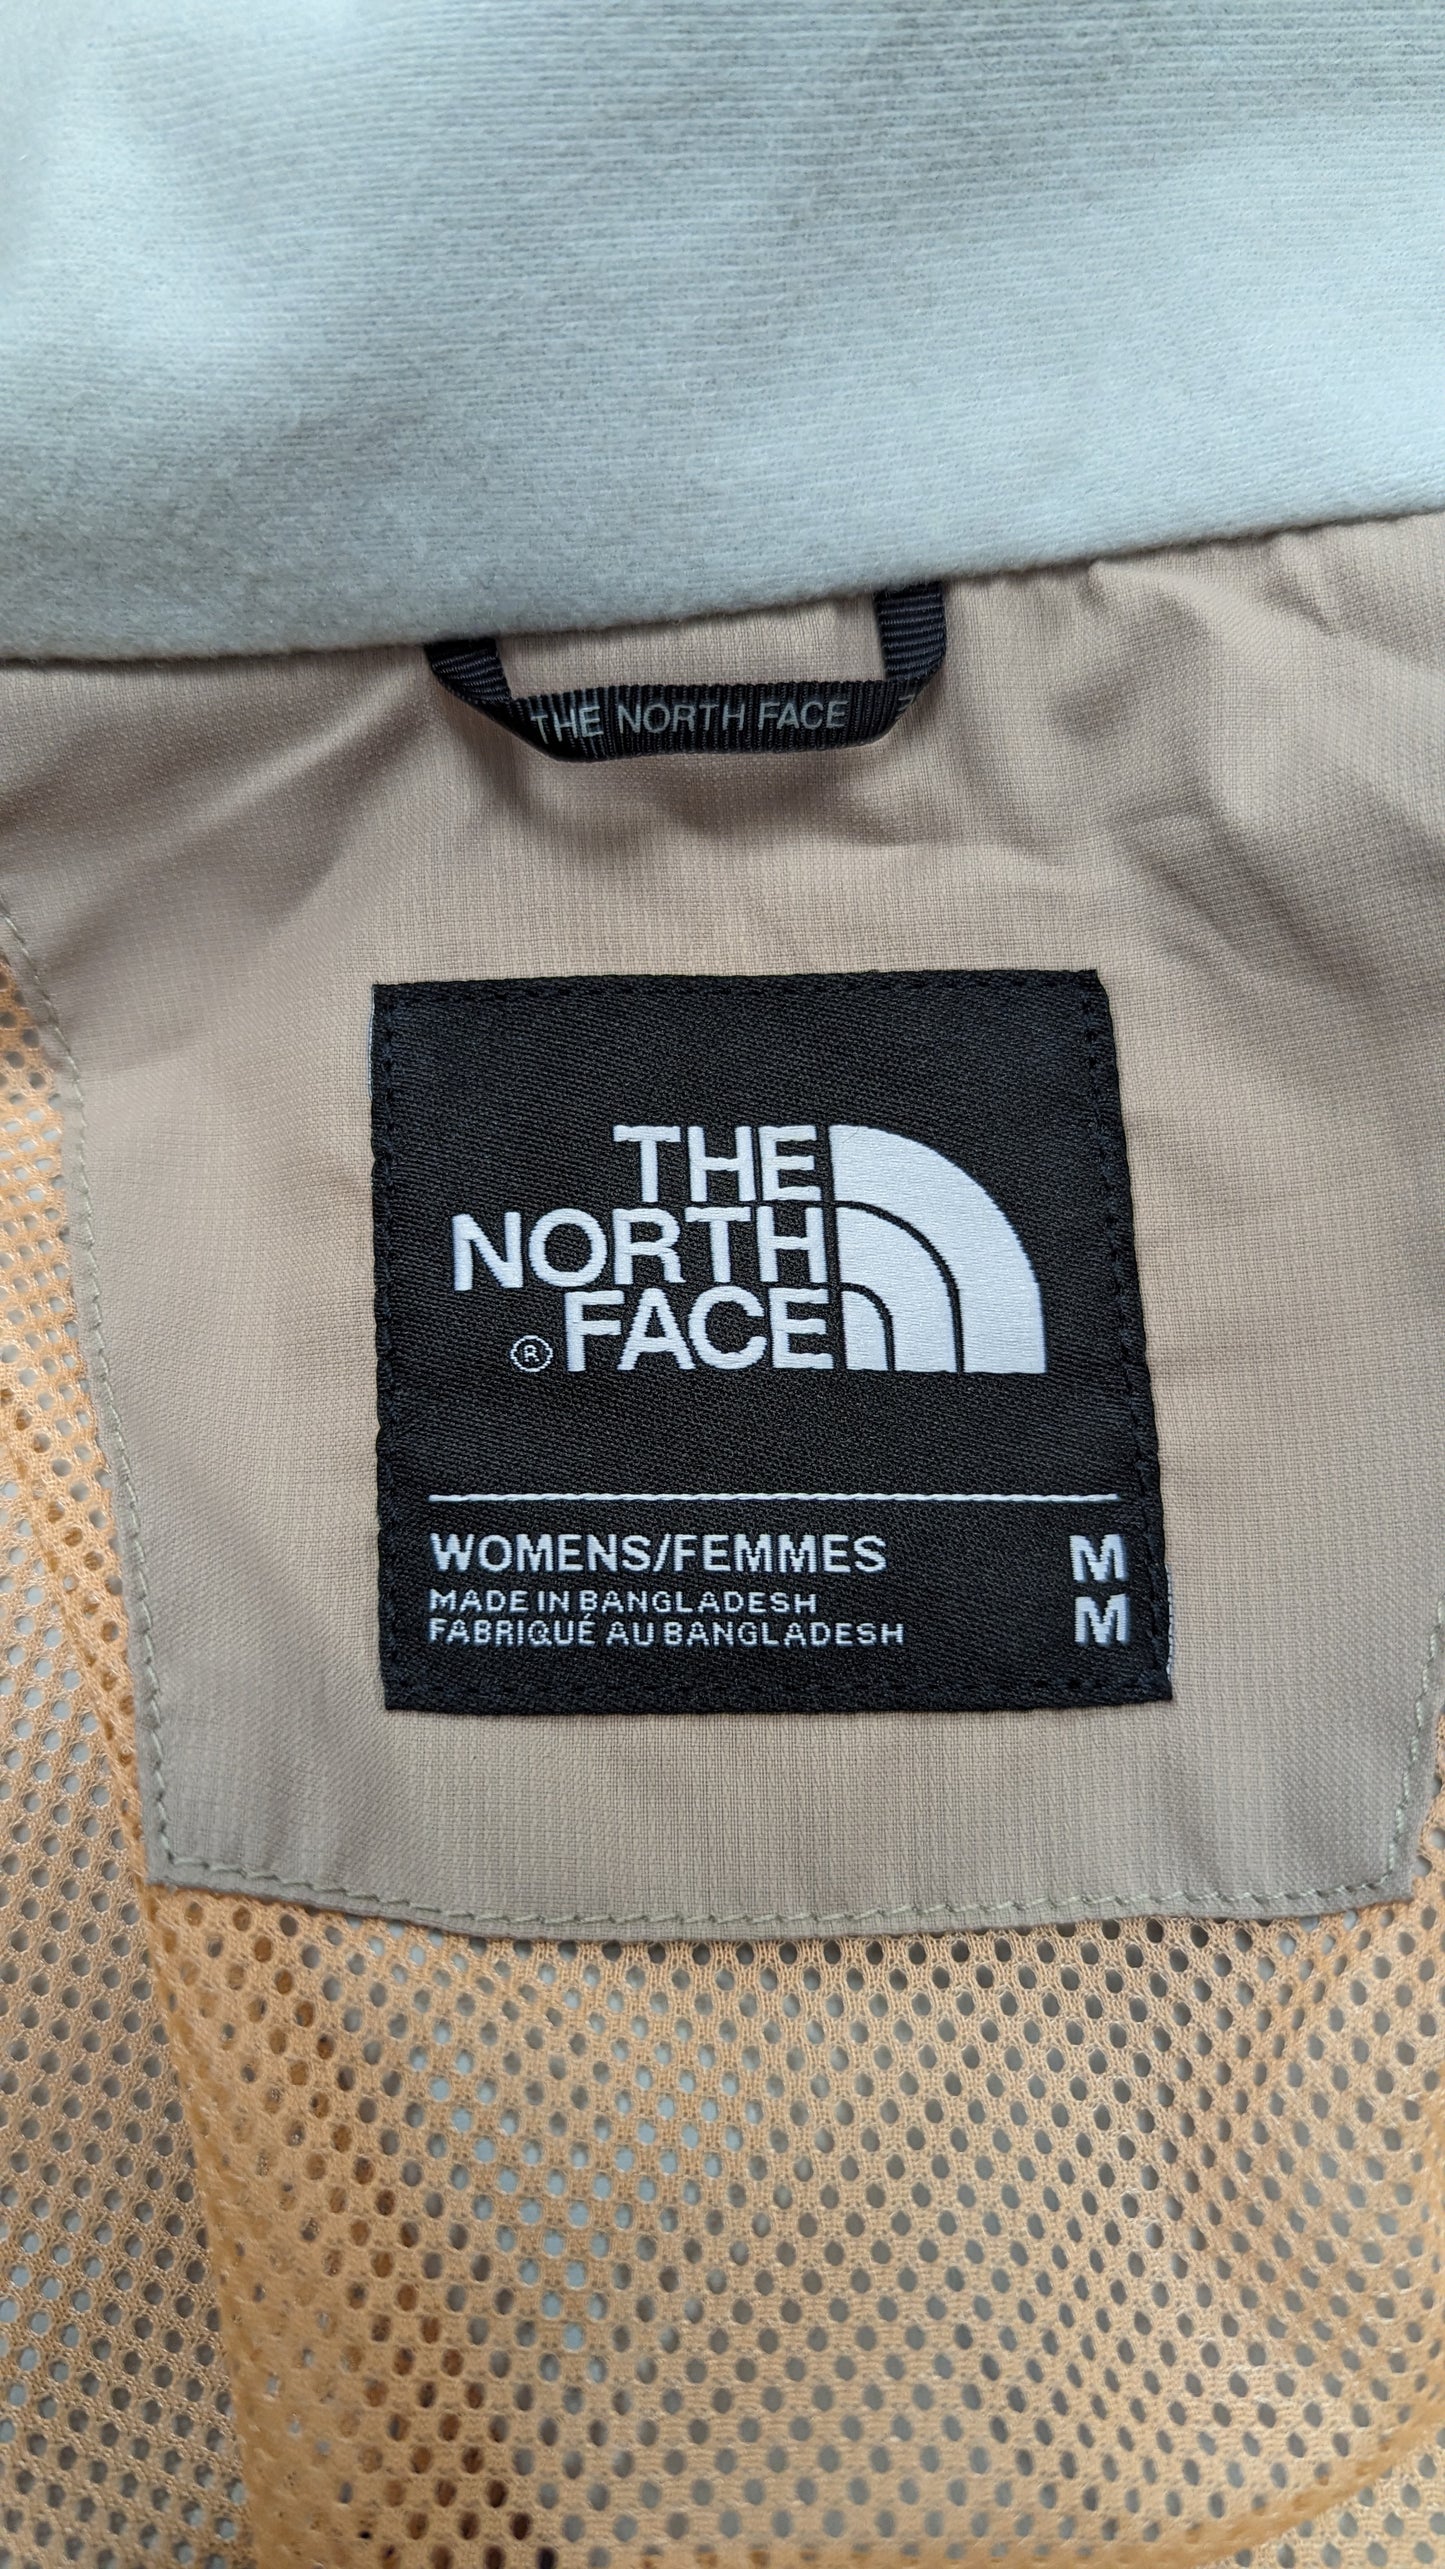 THE NORTH FACE
THE
NORTH
® FACE
WOMENS/FEMMES M
MADE IN BANGLADESH
FABRIQUÉ AU BANGLADESH M